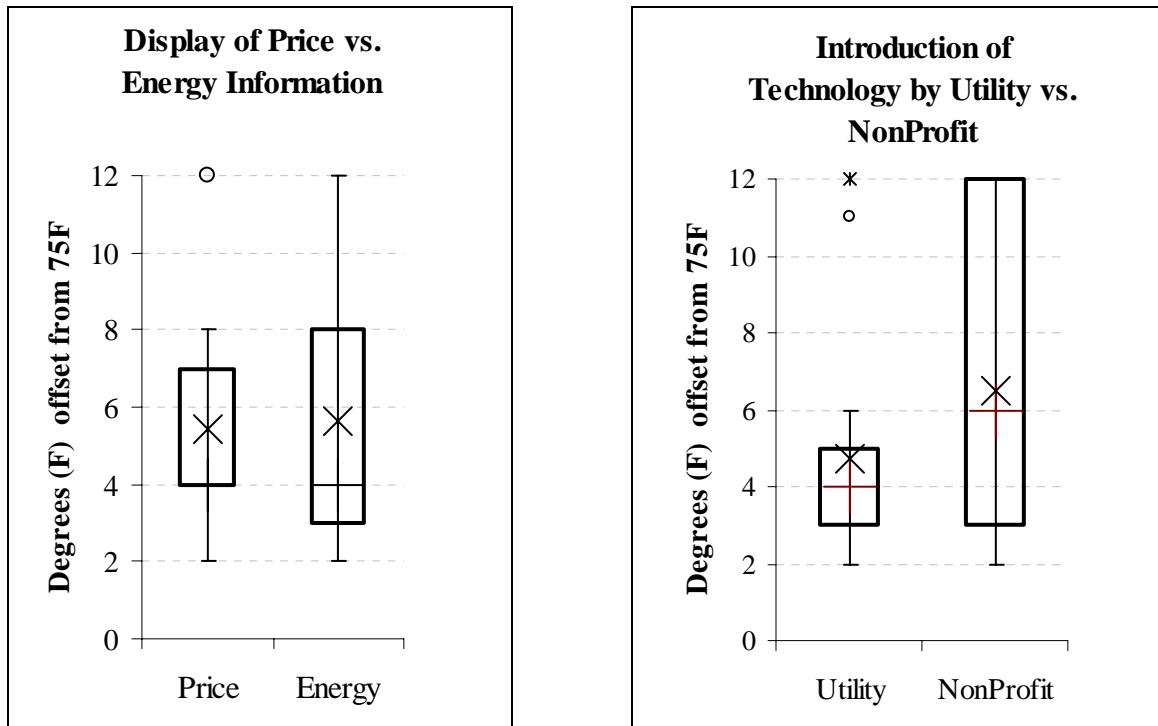 Display of Price vs.
Energy Information
Degrees (F) offset from 75F
12
10
8
6
4
2
0
Price
Energy
Introduction of
Technology by Utility vs.
NonProfit
Degrees (F) offset from 75F
12
10
8
6
4
2
0
Utility
NonProfit